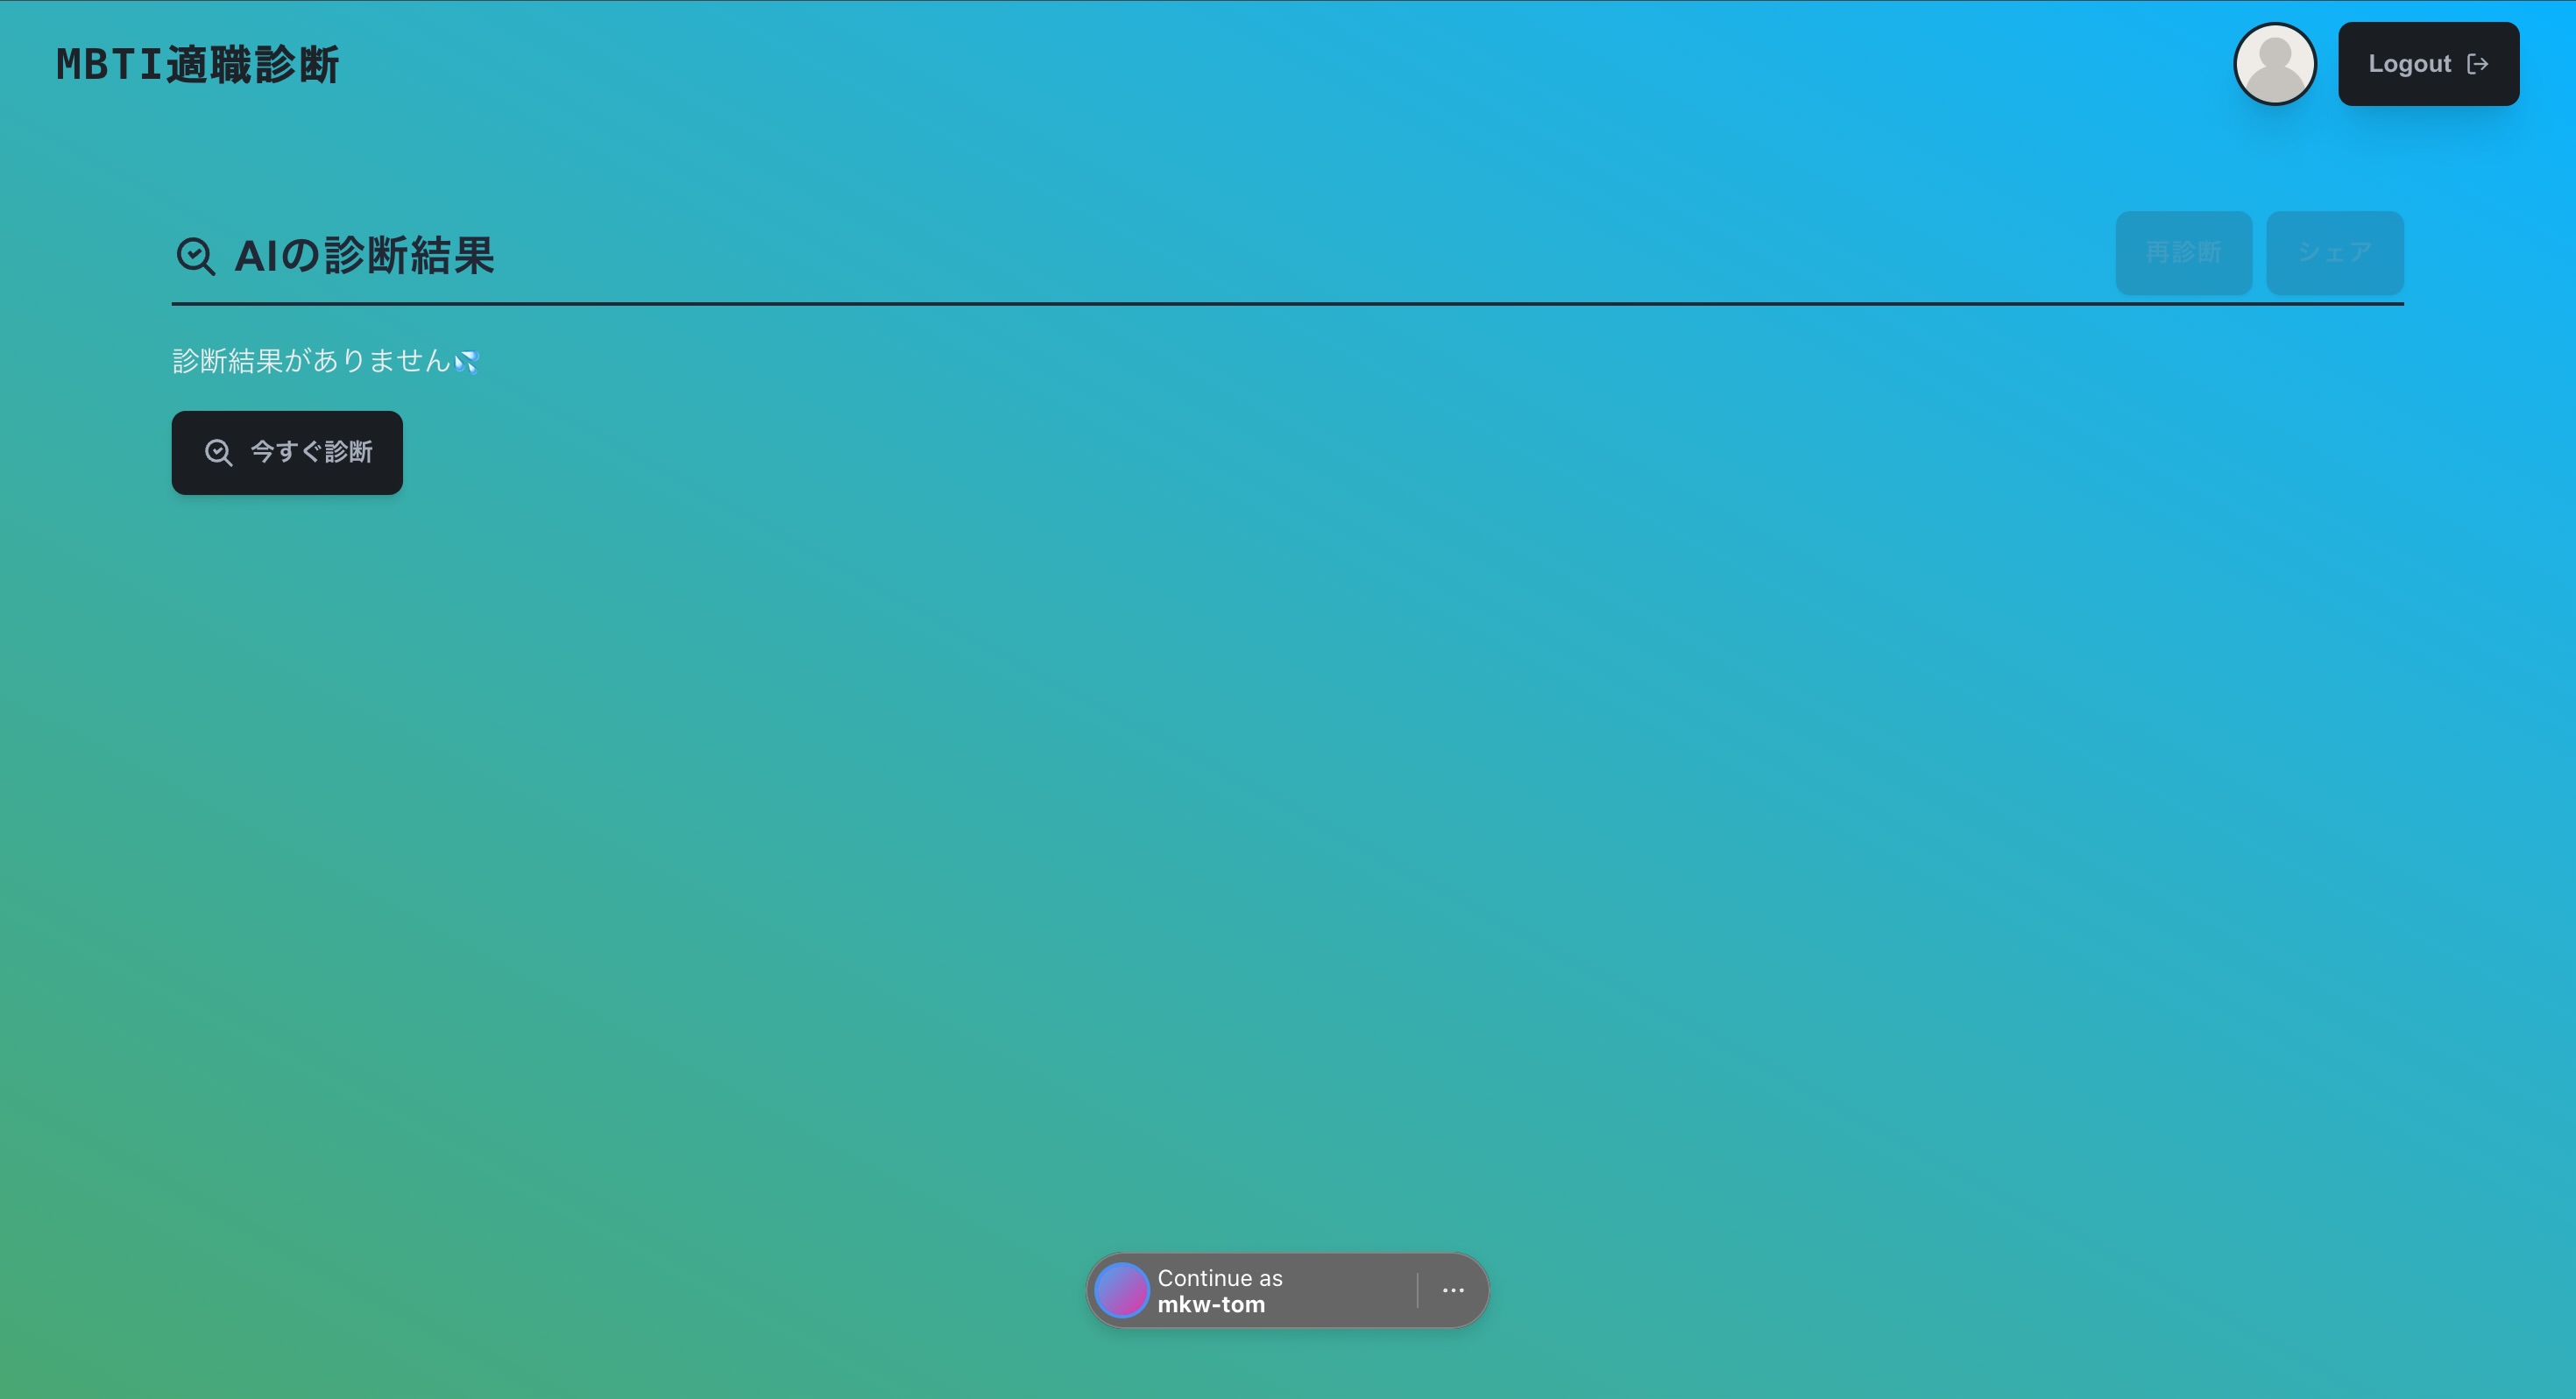 MBTI適職診断
Logout
AIの診断結果
再診断
シェア
診断結果がありません💦
今すぐ診断
Continue as
mkw-tom